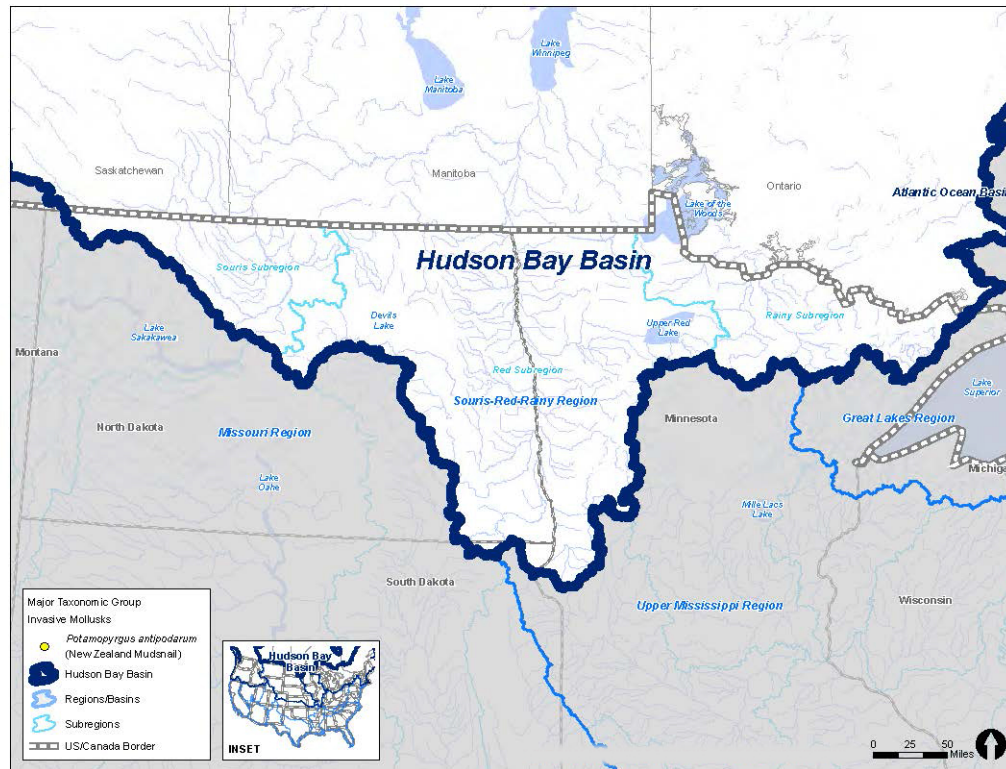 Lake
Winnipeg
Lake
Manitoba
Saskatchewan
Manitoba
Ontario
Atlantic Ocean Basin
Lake of the
Woods
Hudson Bay Basin
Souris Subregion
Devils
Lake
Upper Red
Lake
Rainy Subregion
Lake
Sakakawea
Montana
Red Subregion
Souris-Red-Rainy Region
Lake
Superior
Minnesota
Great Lakes Region
North Dakota
Missouri Region
Michiga
Lake
Oahe
Mille Lacs
Lake
South Dakota
Upper Mississippi Region
Wisconsin
Major Taxonomic Group
Invasive Mollusks
Potamopyrgus antipodarum
(New Zealand Mudsnail)
Hudson Bay Basin
Regions/Basins
Subregions
US/Canada Border
Hudson Bay
Basin
INSET
0 25 50
Miles